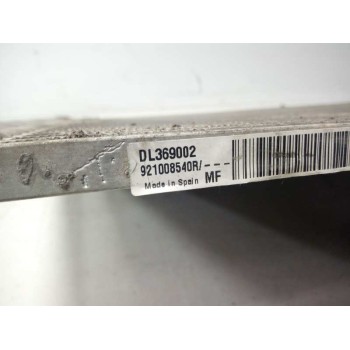 DL369002
921008540R/---
Made in Spain MF